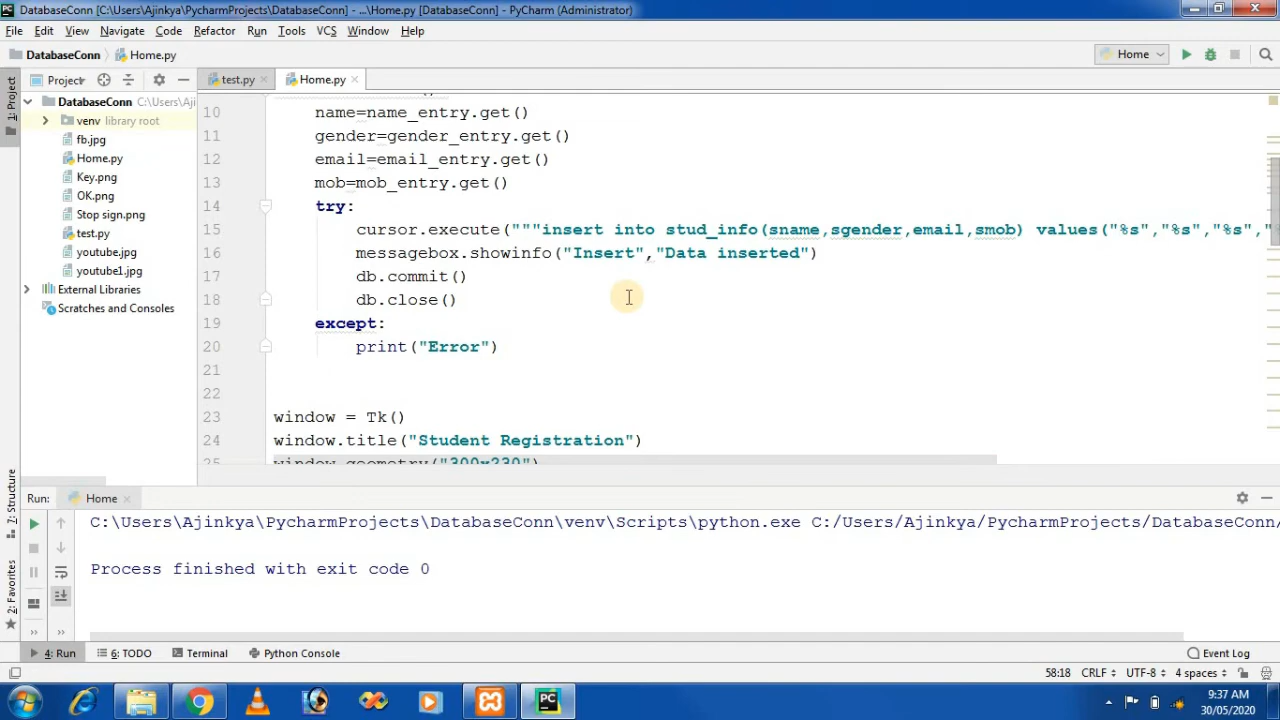 DatabaseConn [C:\Users\Ajinkya\PycharmProjects\DatabaseConn] - ...\Home.py [DatabaseConn] - PyCharm (Administrator)
File Edit View Navigate Code Refactor Run Tools VCS Window Help
DatabaseConn Home.py Home
1: Project
Project test.py Home.py
DatabaseConn C:\Users\Aji
venv library root
fb.jpg
Home.py
Key.png
OK.png
Stop sign.png
test.py
youtube.jpg
youtube1.jpg
External Libraries
Scratches and Consoles
10 name=name_entry.get()
11 gender=gender_entry.get()
12 email=email_entry.get()
13 mob=mob_entry.get()
14 try:
15 cursor.execute("""insert into stud_info(sname,sgender,email,smob) values("%s","%s","%s","
16 messagebox.showinfo("Insert","Data inserted")
17 db.commit()
18 db.close()
19 except:
20 print("Error")
21
22
23 window = Tk()
24 window.title("Student Registration")
25 window.geometry("300x230")
7: Structure
2: Favorites
Run: Home
C:\Users\Ajinkya\PycharmProjects\DatabaseConn\venv\Scripts\python.exe C:/Users/Ajinkya/PycharmProjects/DatabaseConn/
Process finished with exit code 0
4: Run 6: TODO Terminal Python Console Event Log
58:18 CRLF UTF-8 4 spaces
PC
9:37 AM
30/05/2020